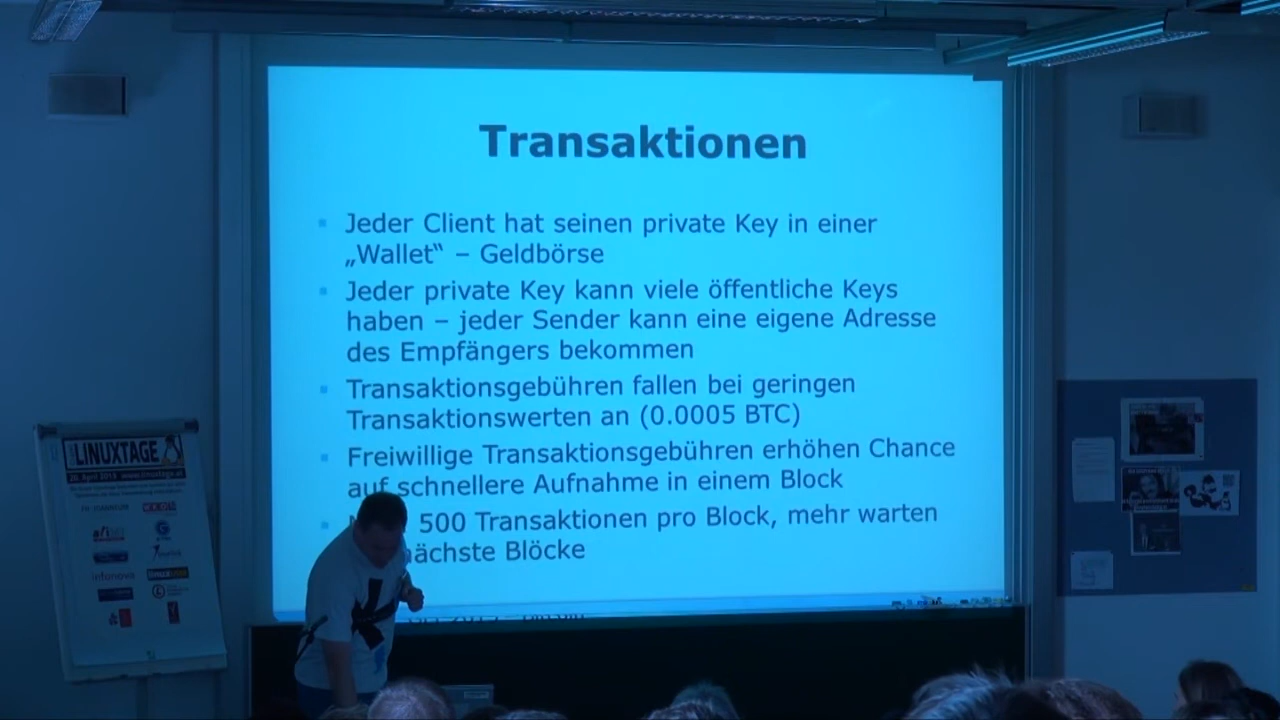 Transaktionen
Jeder Client hat seinen private Key in einer
„Wallet“ – Geldbörse
Jeder private Key kann viele öffentliche Keys
haben – jeder Sender kann eine eigene Adresse
des Empfängers bekommen
Transaktionsgebühren fallen bei geringen
Transaktionswerten an (0.0005 BTC)
Freiwillige Transaktionsgebühren erhöhen Chance
auf schnellere Aufnahme in einem Block
500 Transaktionen pro Block, mehr warten
nächste Blöcke
LINUXTAGE
infonova